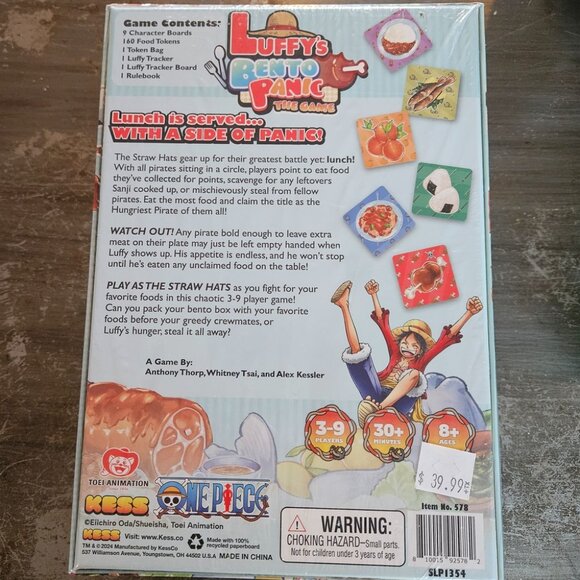 Game Contents:
9 Character Boards
160 Food Tokens
1 Token Bag
1 Luffy Tracker
1 Luffy Tracker Board
1 Rulebook
LUFFY'S
BENTO
PANIC
THE GAME
Lunch is served...
WITH A SIDE OF PANIC!
The Straw Hats gear up for their greatest battle yet: lunch!
With all pirates sitting in a circle, players point to eat food
they've collected for points, scavenge for any leftovers
Sanji cooked up, or mischievously steal from fellow
pirates. Eat the most food and claim the title as the
Hungriest Pirate of them all!
WATCH OUT! Any pirate bold enough to leave extra
meat on their plate may just be left empty handed when
Luffy shows up. His appetite is endless, and he won't stop
until he's eaten any unclaimed food on the table!
PLAY AS THE STRAW HATS as you fight for your
favorite foods in this chaotic 3-9 player game!
Can you pack your bento box with your favorite
foods before your greedy crewmates, or
Luffy's hunger, steal it all away?
A Game By:
Anthony Thorp, Whitney Tsai, and Alex Kessler
3-9
PLAYERS
30+
MINUTES
8+
AGES
$ 39.99
TOEI ANIMATION
KESS
ONE PIECE
©Eiichiro Oda/Shueisha, Toei Animation
KESS Visit: www.Kess.co
Made with 100%
recycled paperboard
TM & © 2024 Manufactured by KessCo
537 Williamson Avenue, Youngstown, OH 44502 U.S.A.
MADE IN CHINA
WARNING:
CHOKING HAZARD—Small parts.
Not for children under 3 years of age
Item No. 578
8 10015 92578 2
SLP1354